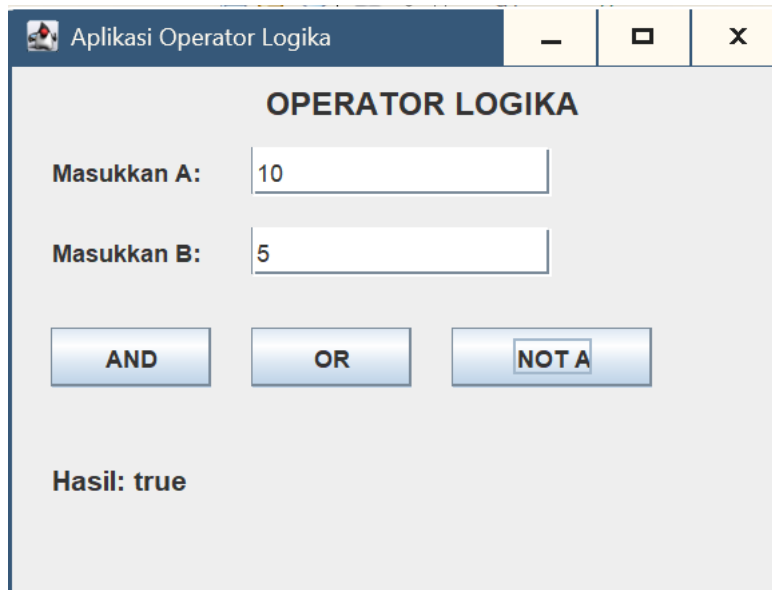 Aplikasi Operator Logika
OPERATOR LOGIKA
Masukkan A: 10
Masukkan B: 5
AND OR NOT A
Hasil: true